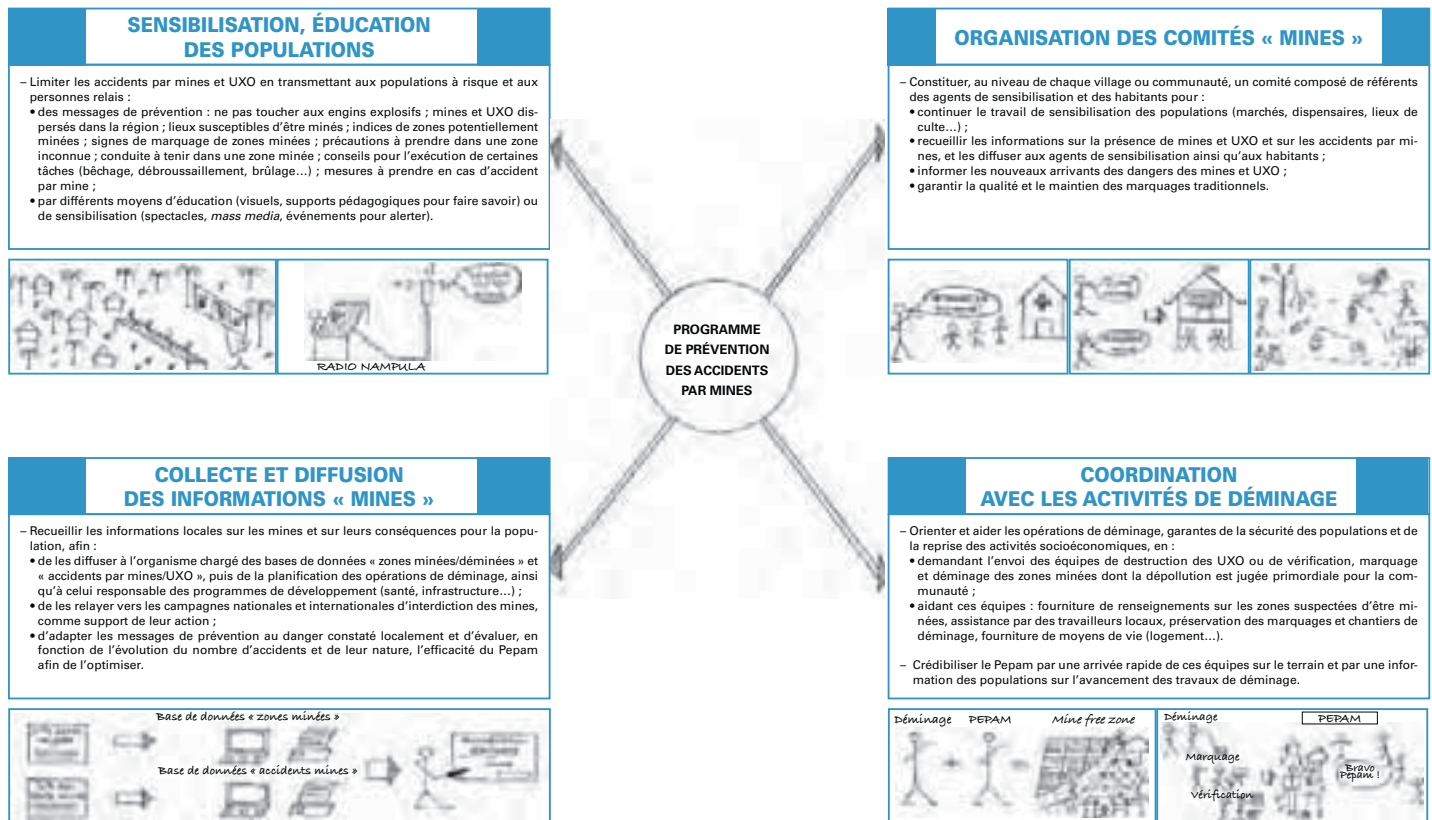 SENSIBILISATION, ÉDUCATION
DES POPULATIONS
– Limiter les accidents par mines et UXO en transmettant aux populations à risque et aux
personnes relais :
• des messages de prévention : ne pas toucher aux engins explosifs ; mines et UXO dis-
persés dans la région ; lieux susceptibles d'être minés ; indices de zones potentiellement
minées ; signes de marquage de zones minées ; précautions à prendre dans une zone
inconnue ; conduite à tenir dans une zone minée ; conseils pour l'exécution de certaines
tâches (bêchage, débroussaillement, brûlage…) ; mesures à prendre en cas d'accident
par mine ;
• par différents moyens d'éducation (visuels, supports pédagogiques pour faire savoir) ou
de sensibilisation (spectacles, mass media, événements pour alerter).
RADIO NAMPULA
ORGANISATION DES COMITÉS « MINES »
– Constituer, au niveau de chaque village ou communauté, un comité composé de référents
des agents de sensibilisation et des habitants pour :
• continuer le travail de sensibilisation des populations (marchés, dispensaires, lieux de
culte…) ;
• recueillir les informations sur la présence de mines et UXO et sur les accidents par mi-
nes, et les diffuser aux agents de sensibilisation ainsi qu'aux habitants ;
• informer les nouveaux arrivants des dangers des mines et UXO ;
• garantir la qualité et le maintien des marquages traditionnels.
PROGRAMME
DE PRÉVENTION
DES ACCIDENTS
PAR MINES
COLLECTE ET DIFFUSION
DES INFORMATIONS « MINES »
– Recueillir les informations locales sur les mines et sur leurs conséquences pour la popu-
lation, afin :
• de les diffuser à l'organisme chargé des bases de données « zones minées/déminées » et
« accidents par mines/UXO », puis de la planification des opérations de déminage, ainsi
qu'à celui responsable des programmes de développement (santé, infrastructure…) ;
• de les relayer vers les campagnes nationales et internationales d'interdiction des mines,
comme support de leur action ;
• d'adapter les messages de prévention au danger constaté localement et d'évaluer, en
fonction de l'évolution du nombre d'accidents et de leur nature, l'efficacité du Pepam
afin de l'optimiser.
Base de données « zones minées »
Base de données « accidents mines »
COORDINATION
AVEC LES ACTIVITÉS DE DÉMINAGE
– Orienter et aider les opérations de déminage, garantes de la sécurité des populations et de
la reprise des activités socioéconomiques, en :
• demandant l'envoi des équipes de destruction des UXO ou de vérification, marquage
et déminage des zones minées dont la dépollution est jugée primordiale pour la com-
munauté ;
• aidant ces équipes : fourniture de renseignements sur les zones suspectées d'être mi-
nées, assistance par des travailleurs locaux, préservation des marquages et chantiers de
déminage, fourniture de moyens de vie (logement…).
– Crédibiliser le Pepam par une arrivée rapide de ces équipes sur le terrain et par une infor-
mation des populations sur l'avancement des travaux de déminage.
Déminage PEPAM Mine free zone
Déminage PEPAM
Marquage
Bravo
Pepam !
Vérification